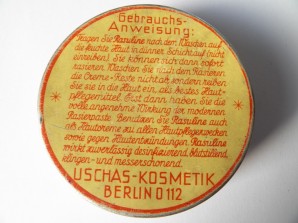 Gebrauchs-
Anweisung:
Tragen Sie Rasuline nach dem Waschen auf
die feuchte Haut in dünner Schicht auf (nicht
einreiben). Sie können sich dann sofort
rasieren. Waschen Sie nach dem Rasieren
die Creme-Reste nicht ab sondern reiben
Sie sie in die Haut ein, als bestes Haut-
pflegemittel. Erst dann haben Sie die
volle angenehme Wirkung der modernen
Rasierpaste. Benutzen Sie Rasuline auch
als Hautcreme zu allen Hautpflegezwecken
sowie gegen Hautentzündungen. Rasuline
wirkt zuverlässig desinfizierend, blutstillend,
klingen- und messerschonend.
USCHAS-KOSMETIK
BERLIN O 112